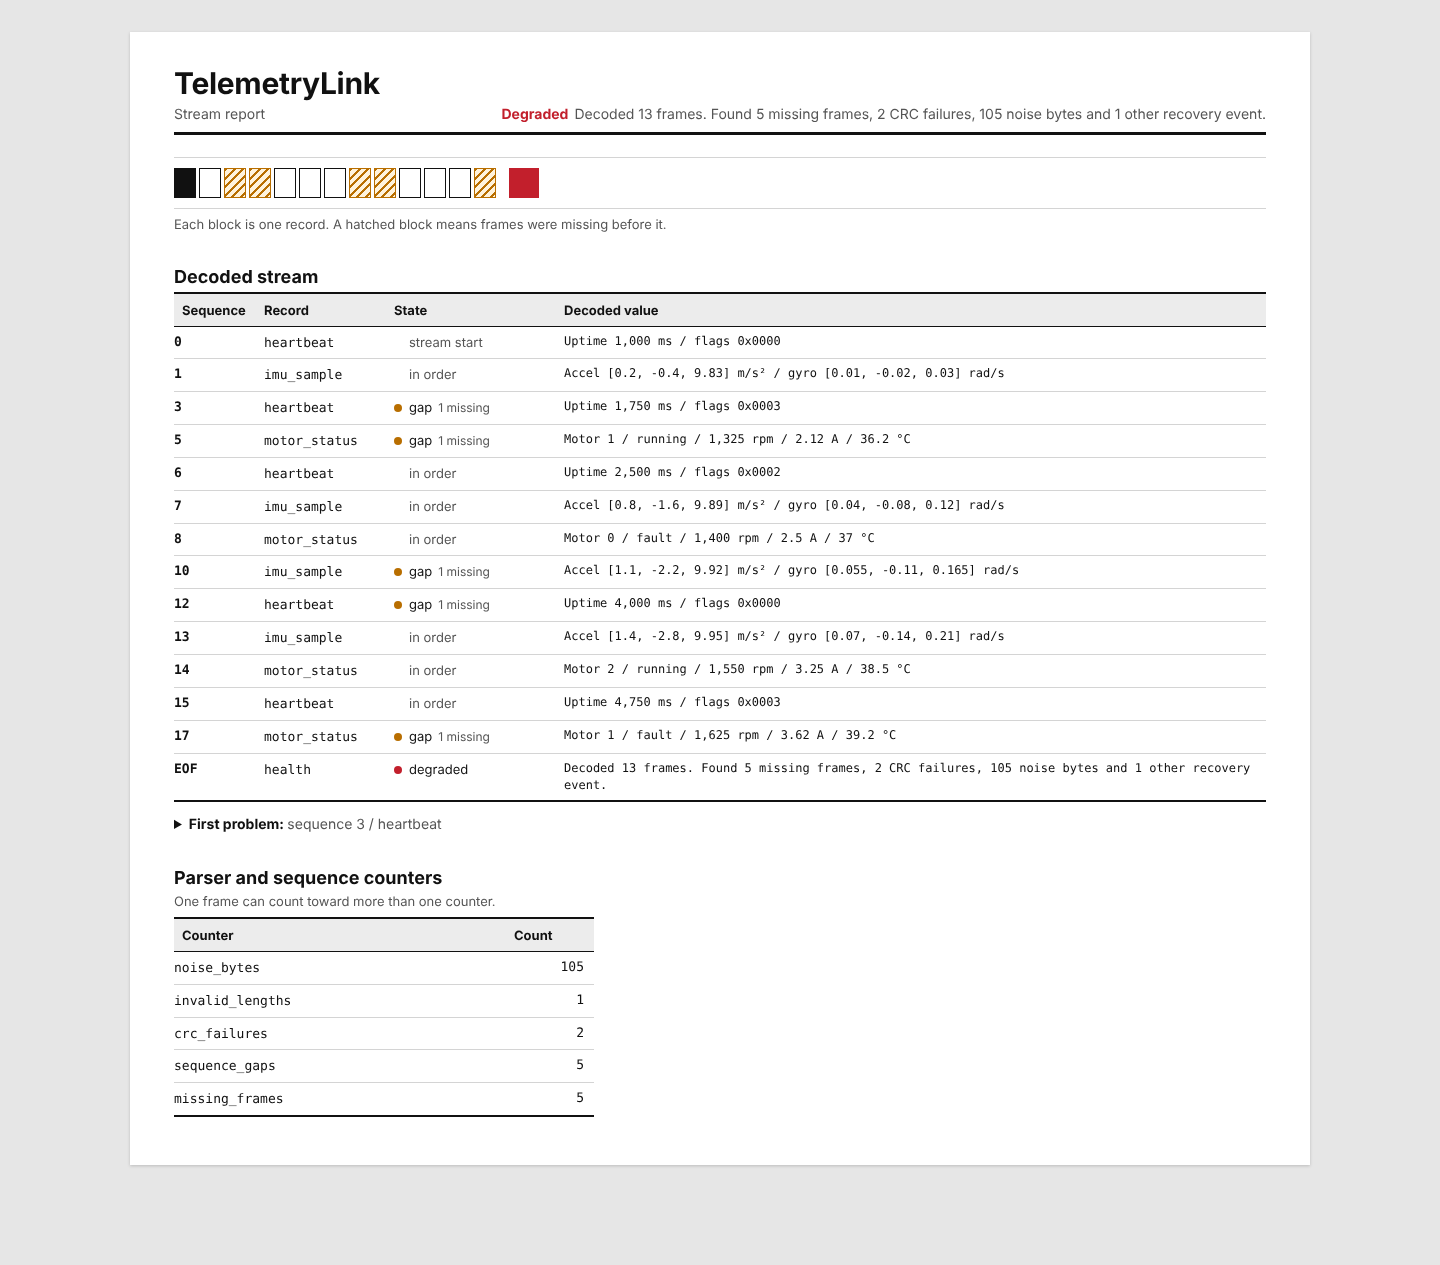 TelemetryLink
Stream report
Degraded Decoded 13 frames. Found 5 missing frames, 2 CRC failures, 105 noise bytes and 1 other recovery event.
Each block is one record. A hatched block means frames were missing before it.
Decoded stream
Sequence Record State Decoded value
0 heartbeat stream start Uptime 1,000 ms / flags 0x0000
1 imu_sample in order Accel [0.2, -0.4, 9.83] m/s² / gyro [0.01, -0.02, 0.03] rad/s
3 heartbeat gap 1 missing Uptime 1,750 ms / flags 0x0003
5 motor_status gap 1 missing Motor 1 / running / 1,325 rpm / 2.12 A / 36.2 °C
6 heartbeat in order Uptime 2,500 ms / flags 0x0002
7 imu_sample in order Accel [0.8, -1.6, 9.89] m/s² / gyro [0.04, -0.08, 0.12] rad/s
8 motor_status in order Motor 0 / fault / 1,400 rpm / 2.5 A / 37 °C
10 imu_sample gap 1 missing Accel [1.1, -2.2, 9.92] m/s² / gyro [0.055, -0.11, 0.165] rad/s
12 heartbeat gap 1 missing Uptime 4,000 ms / flags 0x0000
13 imu_sample in order Accel [1.4, -2.8, 9.95] m/s² / gyro [0.07, -0.14, 0.21] rad/s
14 motor_status in order Motor 2 / running / 1,550 rpm / 3.25 A / 38.5 °C
15 heartbeat in order Uptime 4,750 ms / flags 0x0003
17 motor_status gap 1 missing Motor 1 / fault / 1,625 rpm / 3.62 A / 39.2 °C
EOF health degraded Decoded 13 frames. Found 5 missing frames, 2 CRC failures, 105 noise bytes and 1 other recovery
event.
First problem: sequence 3 / heartbeat
Parser and sequence counters
One frame can count toward more than one counter.
Counter Count
noise_bytes 105
invalid_lengths 1
crc_failures 2
sequence_gaps 5
missing_frames 5